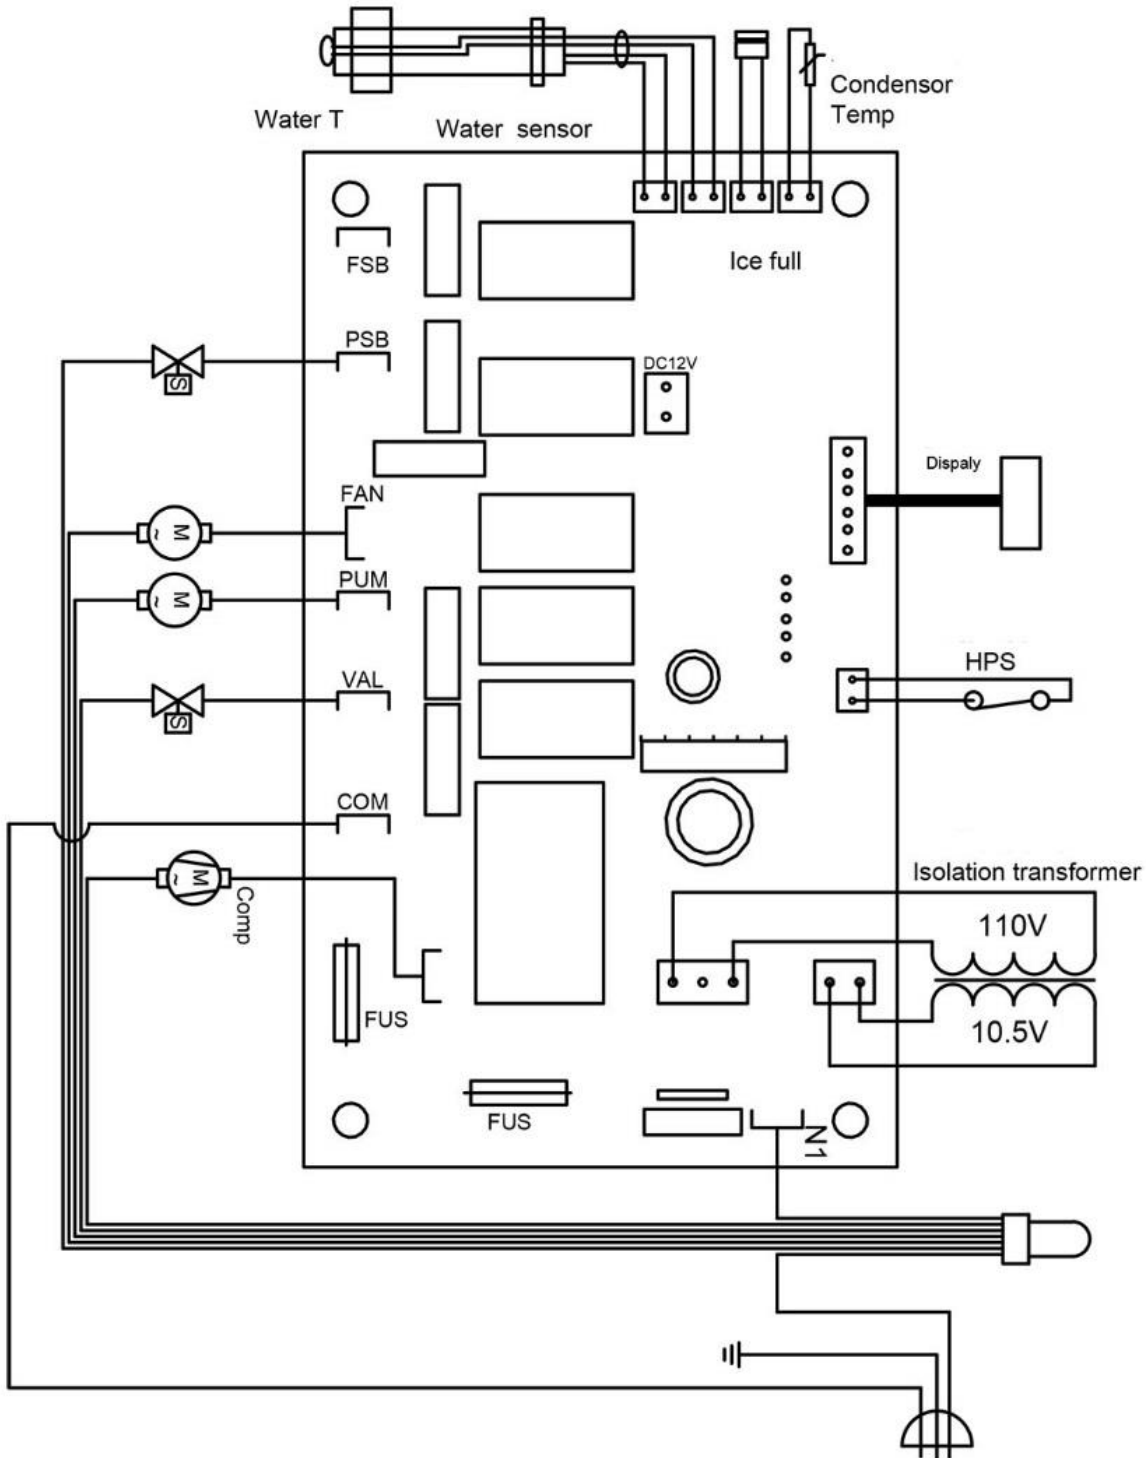 Water T
Water sensor
Condensor
Temp
FSB
Ice full
PSB
S
DC12V
Dispaly
FAN
M
~
PUM
M
~
HPS
VAL
S
COM
M
~
Comp
Isolation transformer
110V
10.5V
FUS
FUS
N1